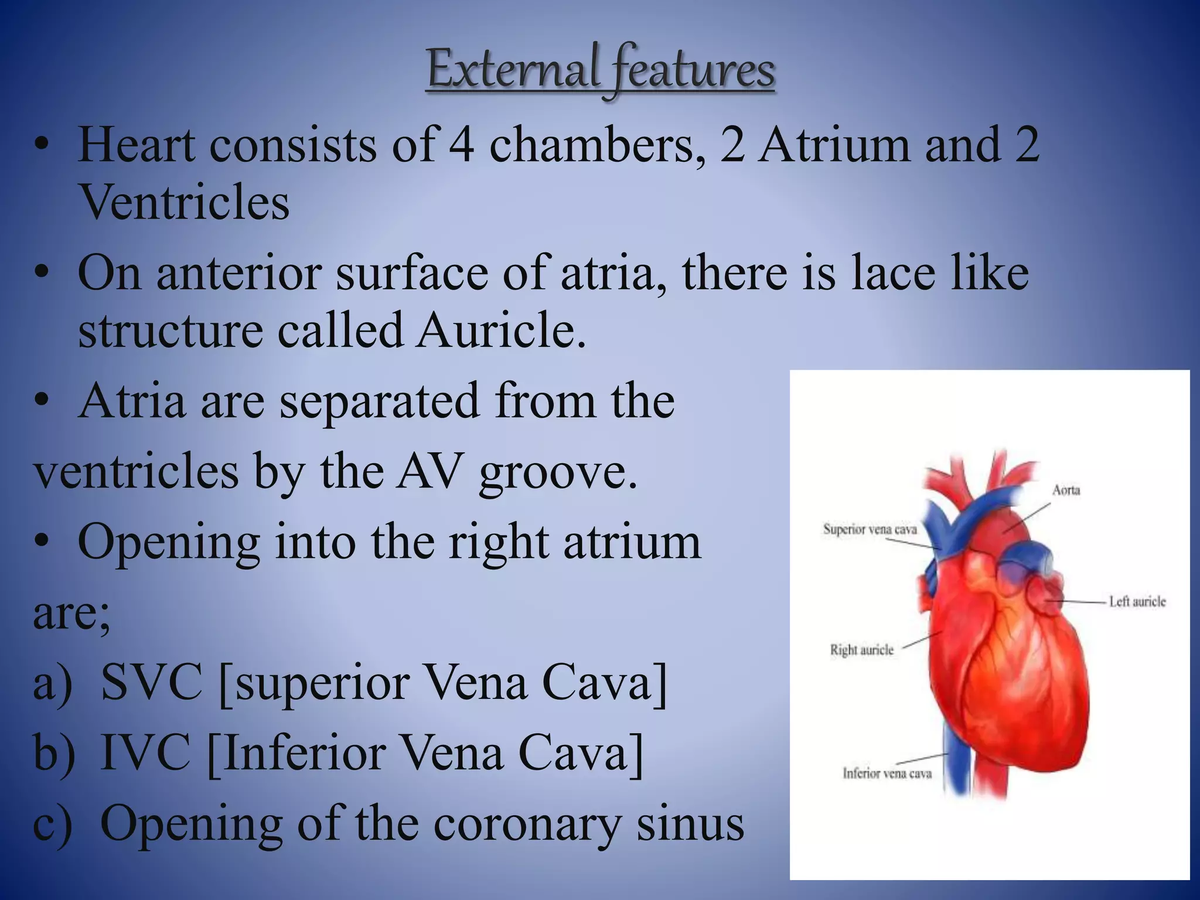 External features
• Heart consists of 4 chambers, 2 Atrium and 2
Ventricles
• On anterior surface of atria, there is lace like
structure called Auricle.
• Atria are separated from the
ventricles by the AV groove.
• Opening into the right atrium
are;
a) SVC [superior Vena Cava]
b) IVC [Inferior Vena Cava]
c) Opening of the coronary sinus
Aorta
Superior vena cava
Left auricle
Right auricle
Inferior vena cava